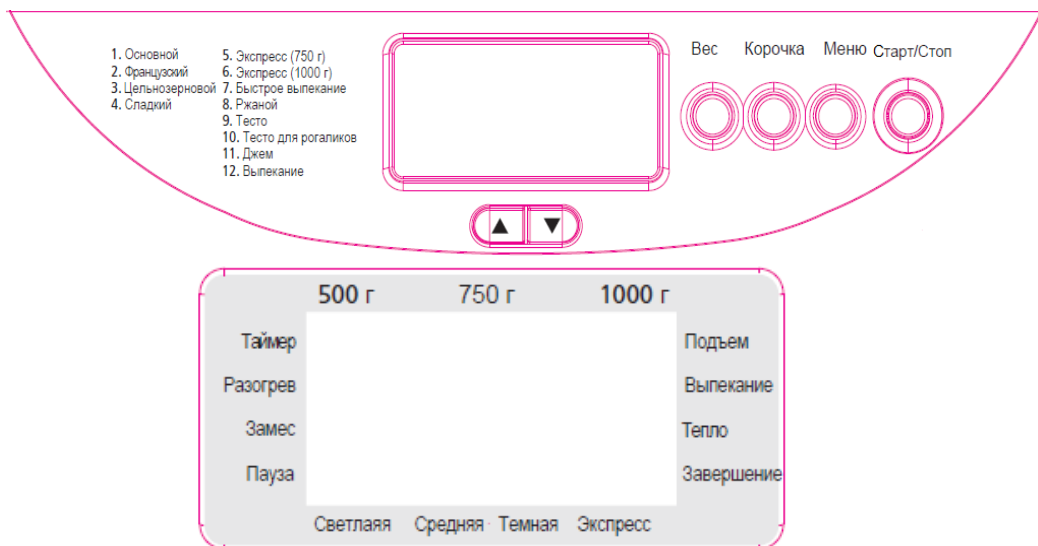 1. Основной
2. Французский
3. Цельнозерновой
4. Сладкий
5. Экспресс (750 г)
6. Экспресс (1000 г)
7. Быстрое выпекание
8. Ржаной
9. Тесто
10. Тесто для рогаликов
11. Джем
12. Выпекание
Вес Корочка Меню Старт/Стоп
▲ ▼
500 г 750 г 1000 г
Таймер
Разогрев
Замес
Пауза
Подъем
Выпекание
Тепло
Завершение
Светлаяя Средняя Темная Экспресс